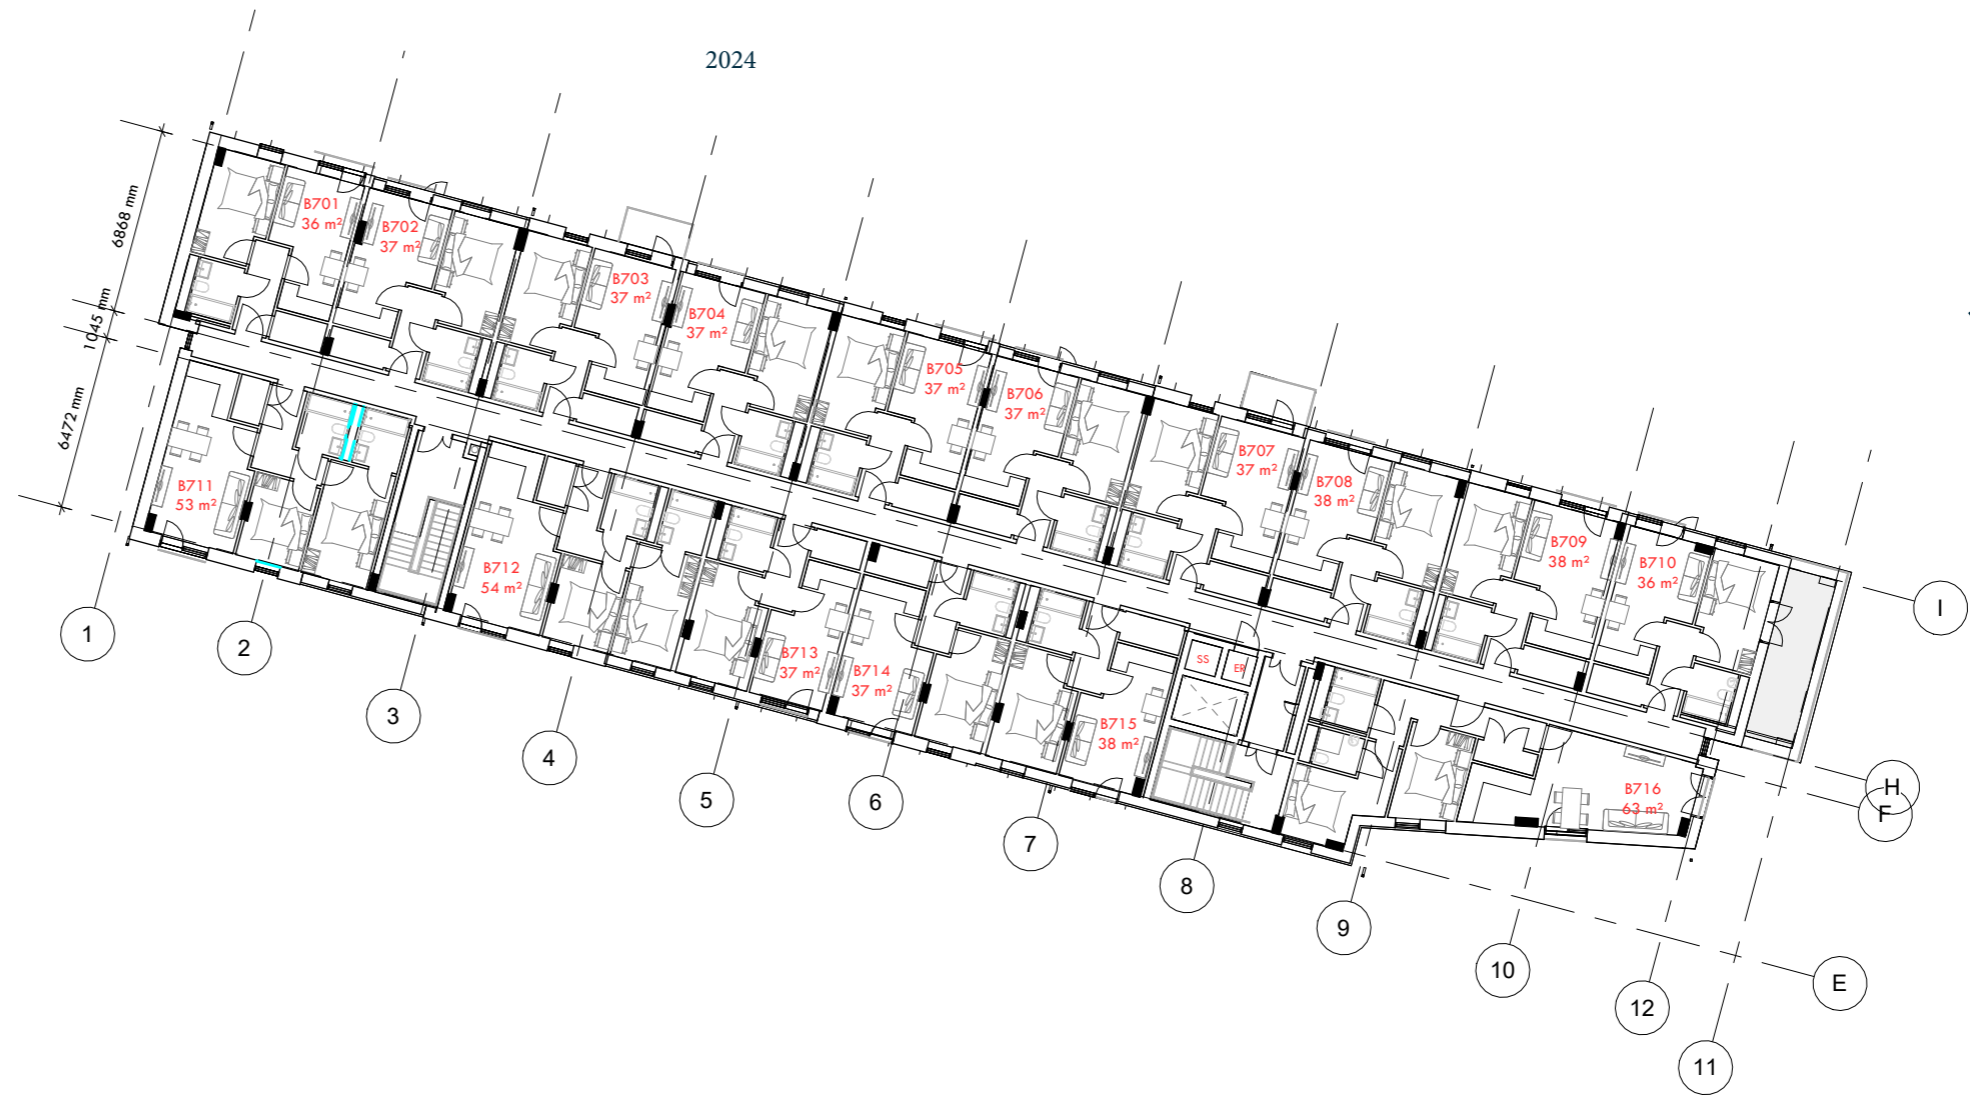 2024
6868 mm
1045 mm
6472 mm
B701
36 m²
B702
37 m²
B703
37 m²
B704
37 m²
B705
37 m²
B706
37 m²
B707
37 m²
B708
38 m²
B709
38 m²
B710
36 m²
B711
53 m²
B712
54 m²
B713
37 m²
B714
37 m²
B715
38 m²
SS
ER
B716
63 m²
1
2
3
4
5
6
7
8
9
10
12
11
I
H
F
E